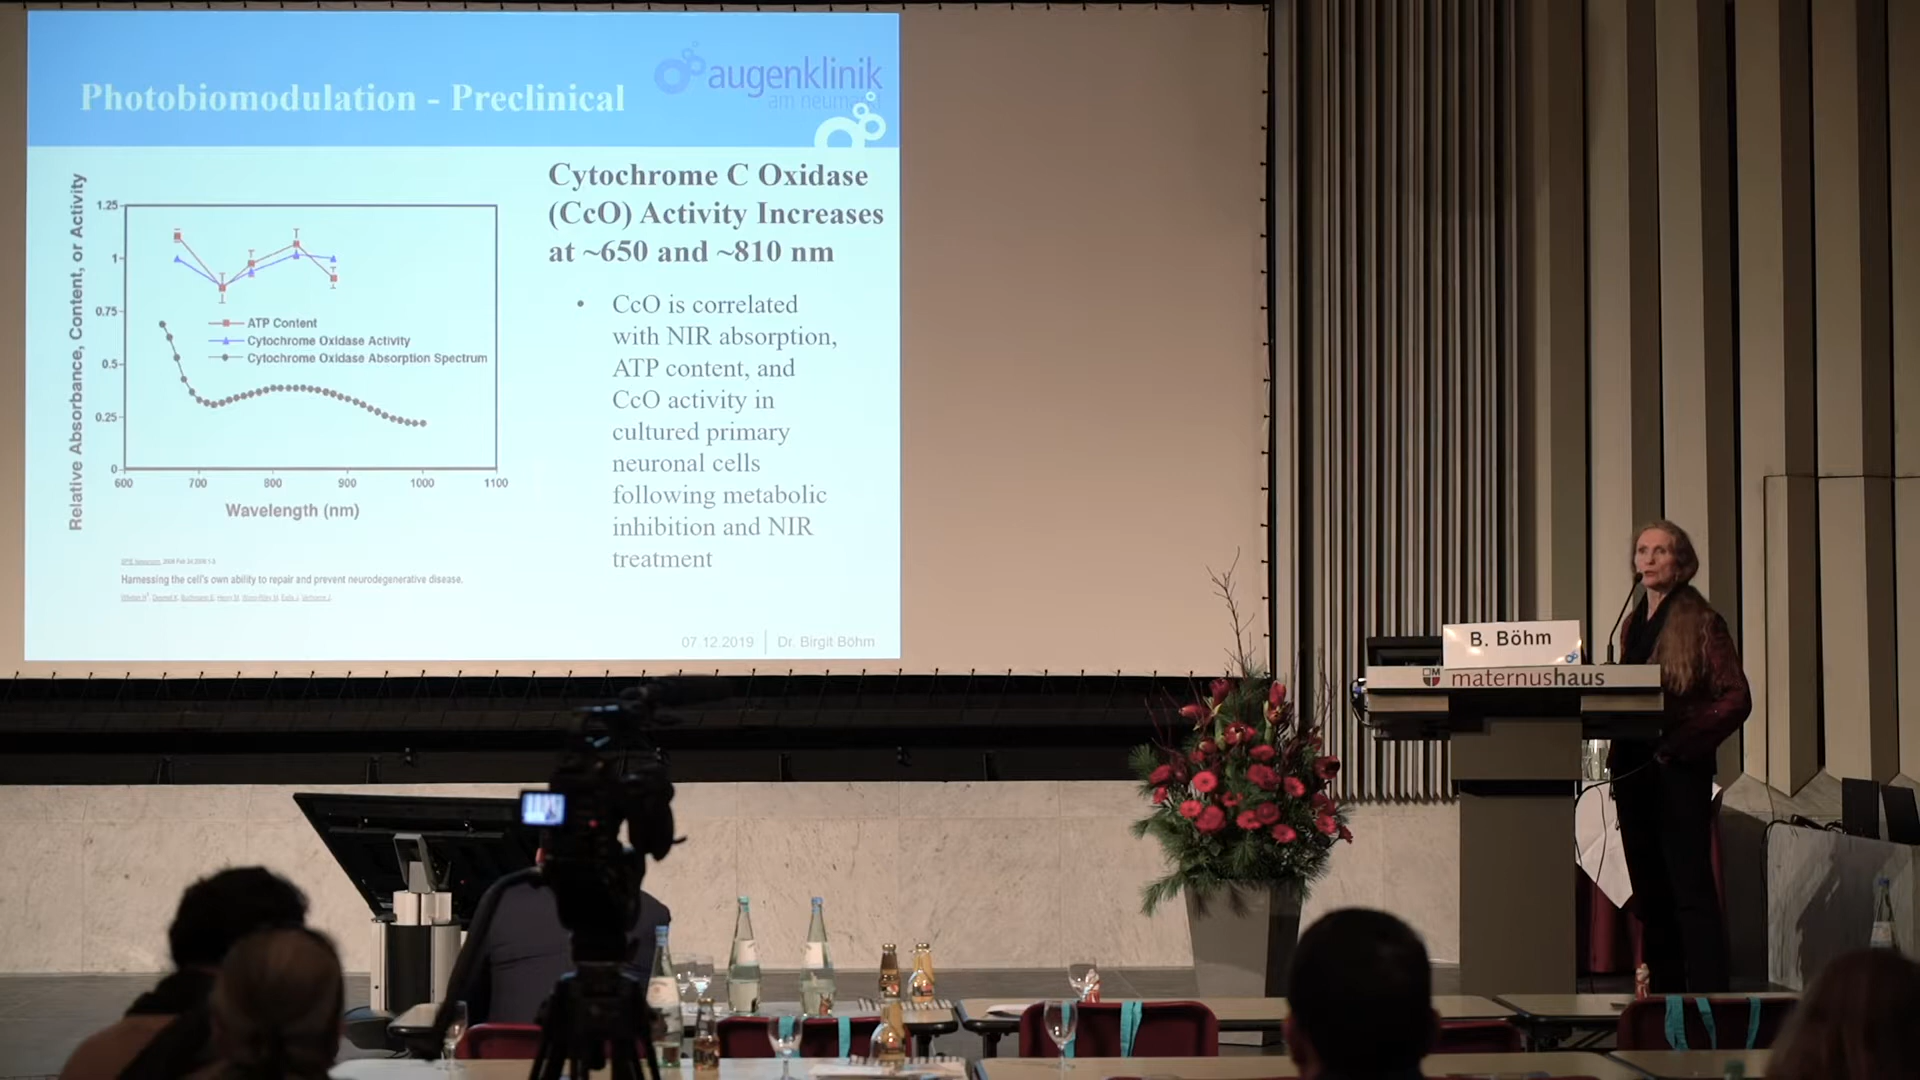 Photobiomodulation - Preclinical
augenklinik
am neumarkt
Cytochrome C Oxidase
(CcO) Activity Increases
at ~650 and ~810 nm
• CcO is correlated
with NIR absorption,
ATP content, and
CcO activity in
cultured primary
neuronal cells
following metabolic
inhibition and NIR
treatment
Relative Absorbance, Content, or Activity
1.25
1
0.75
0.5
0.25
0
ATP Content
Cytochrome Oxidase Activity
Cytochrome Oxidase Absorption Spectrum
600 700 800 900 1000 1100
Wavelength (nm)
Harnessing the cell's own ability to repair and prevent neurodegenerative disease.
07.12.2019 Dr. Birgit Böhm
B. Böhm
maternushaus